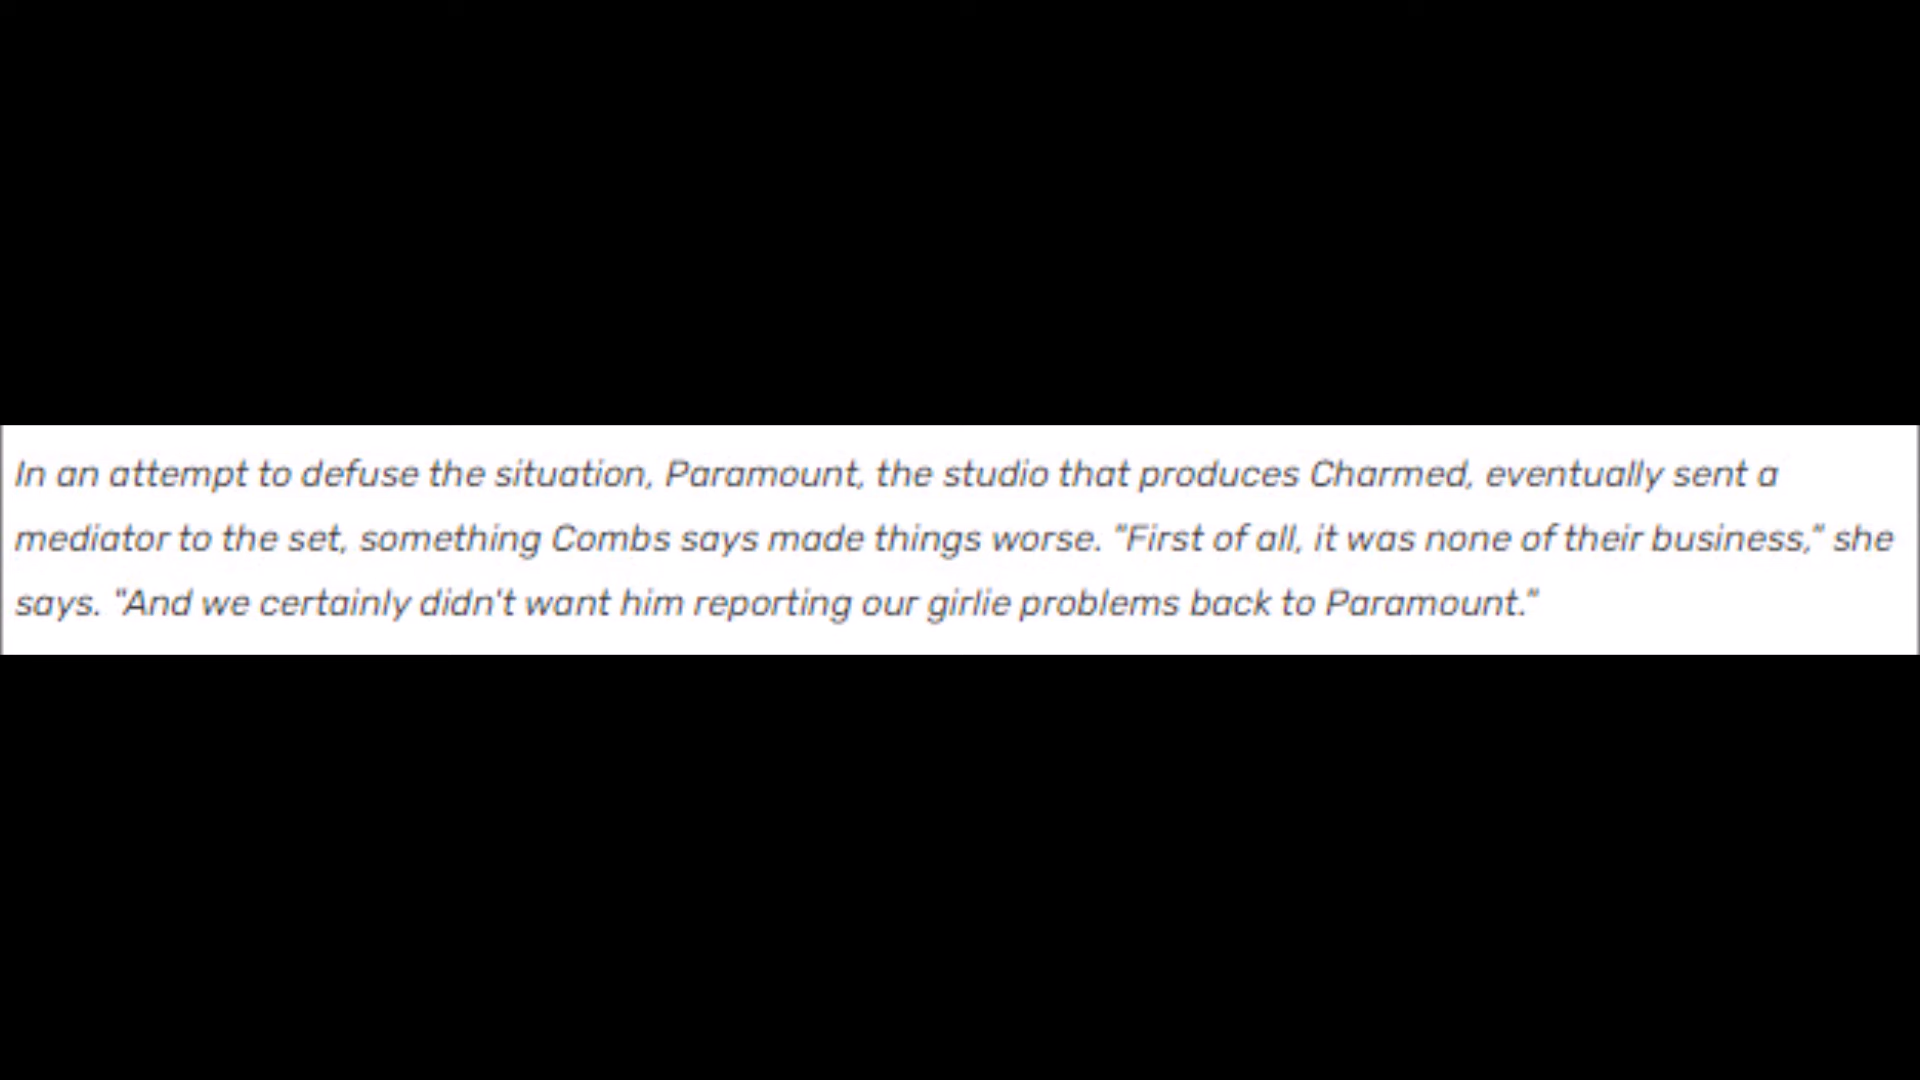 In an attempt to defuse the situation, Paramount, the studio that produces Charmed, eventually sent a
mediator to the set, something Combs says made things worse. "First of all, it was none of their business," she
says. "And we certainly didn't want him reporting our girlie problems back to Paramount."